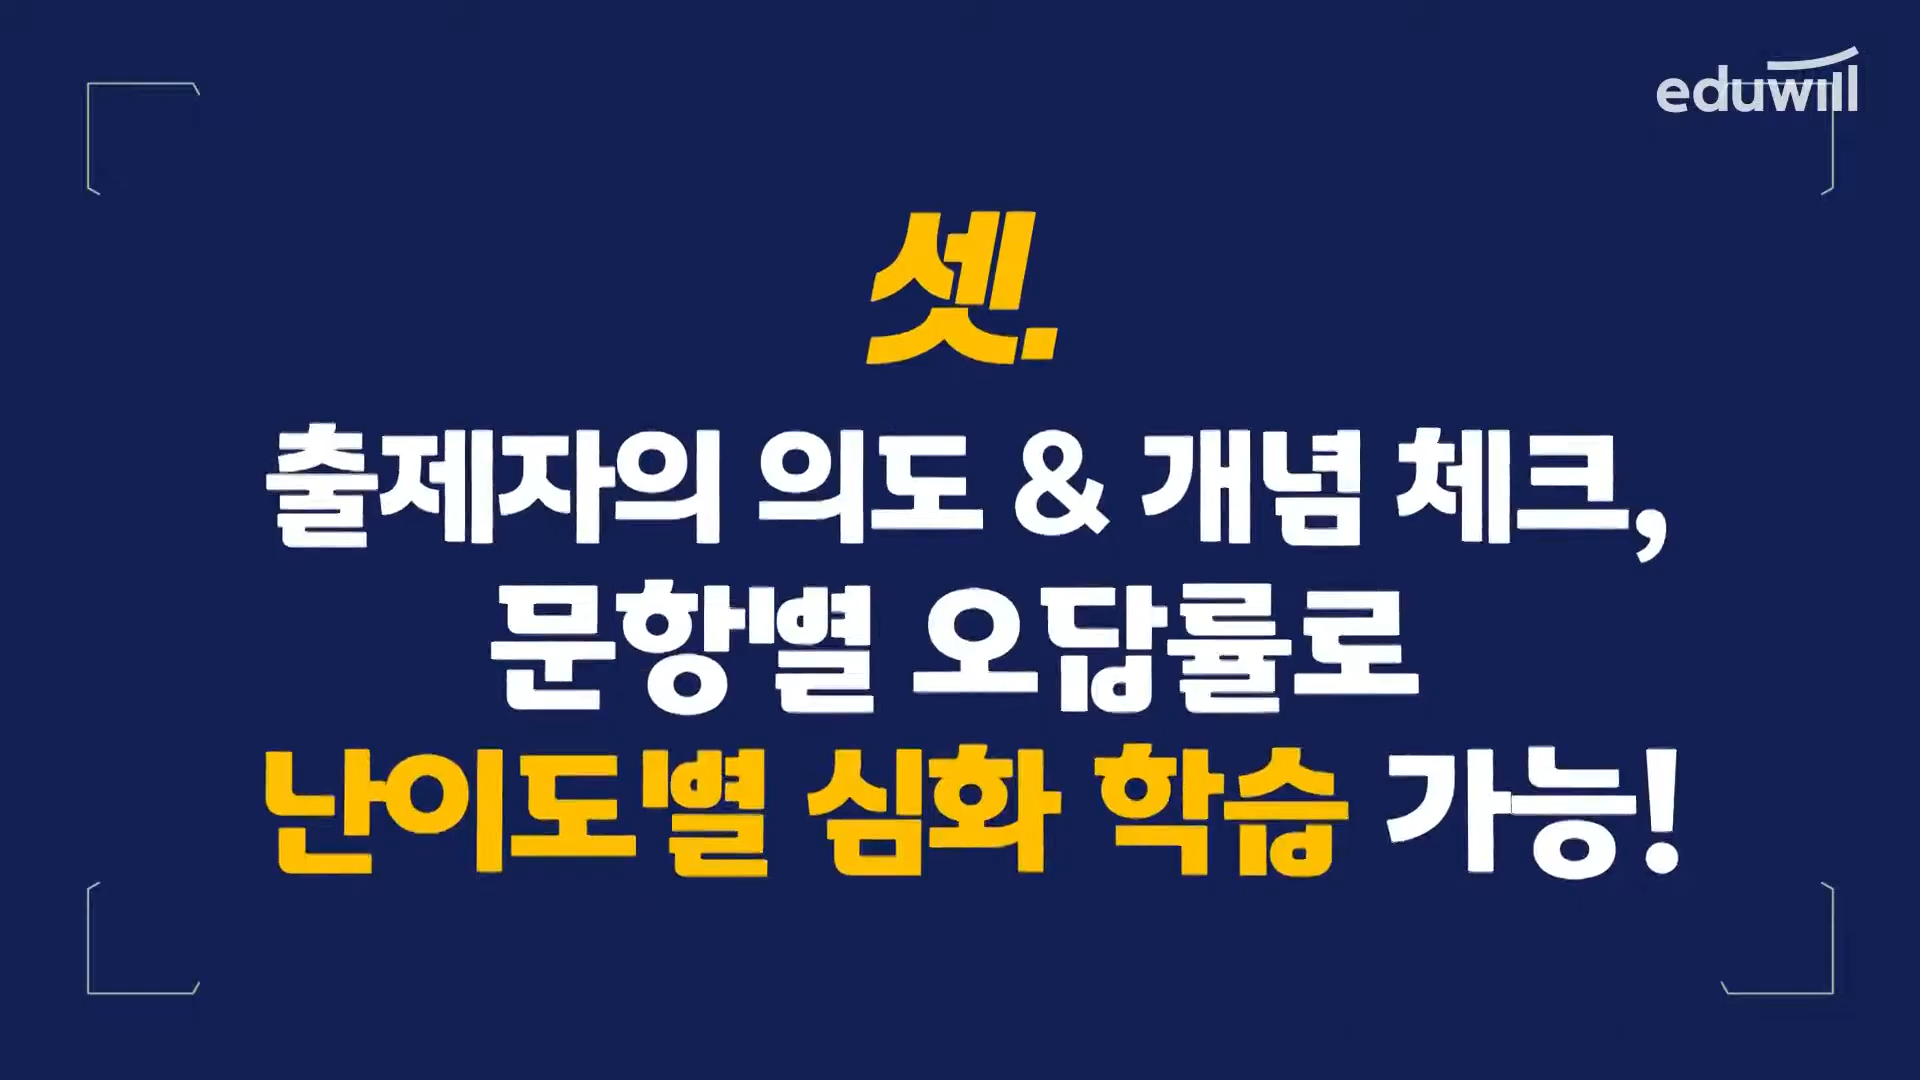 eduwill
셋.
출제자의 의도 & 개념 체크,
문항별 오답률로
난이도별 심화 학습 가능!